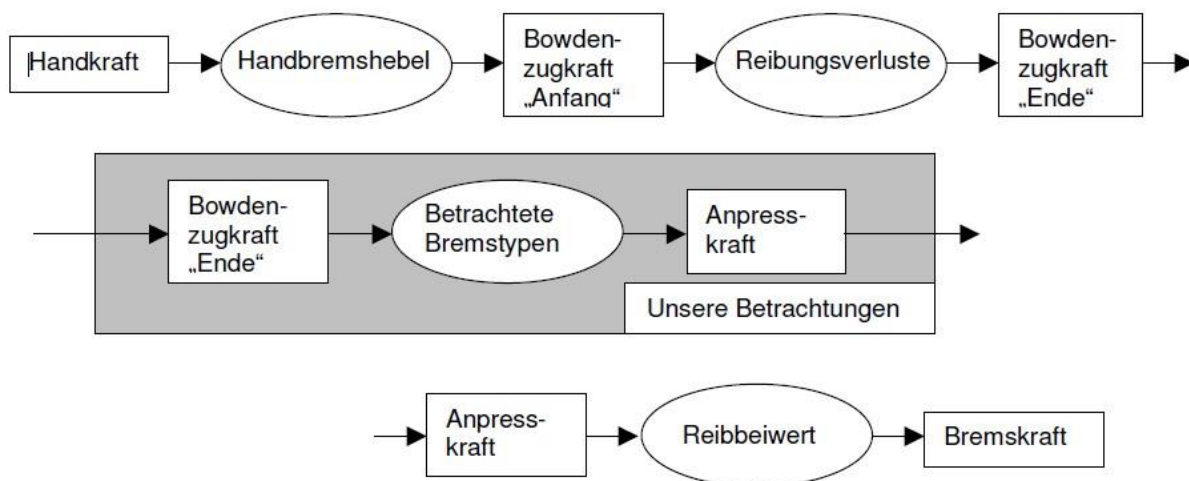 Handkraft
Handbremshebel
Bowden-
zugkraft
„Anfang“
Reibungsverluste
Bowden-
zugkraft
„Ende“
Bowden-
zugkraft
„Ende“
Betrachtete
Bremstypen
Anpress-
kraft
Unsere Betrachtungen
Anpress-
kraft
Reibbeiwert
Bremskraft